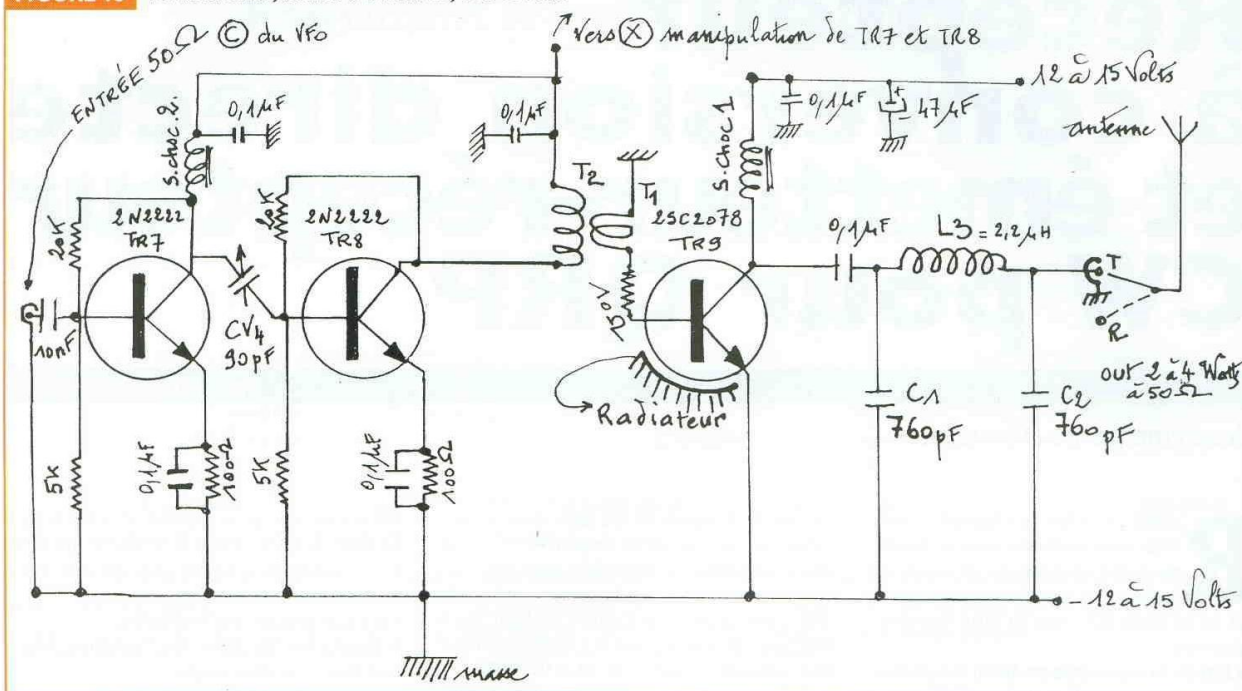 ENTRÉE 50Ω Ⓒ du VFO
Vers Ⓧ manipulation de TR7 et TR8
12 à 15 Volts
S.choc.2
0,1µF
0,1µF
S.choc 1
0,1µF
+
47µF
antenne
T2
T1
20K
2N2222
TR7
2N2222
TR8
2SC2078
TR9
0,1µF
L3 = 2,2µH
T
R
10nF
CV4
90pF
Radiateur
out 2 à 4 Watts
à 50Ω
C1
760pF
C2
760pF
5K
0,1µF
100Ω
5K
0,1µF
100Ω
- 12 à 15 Volts
masse